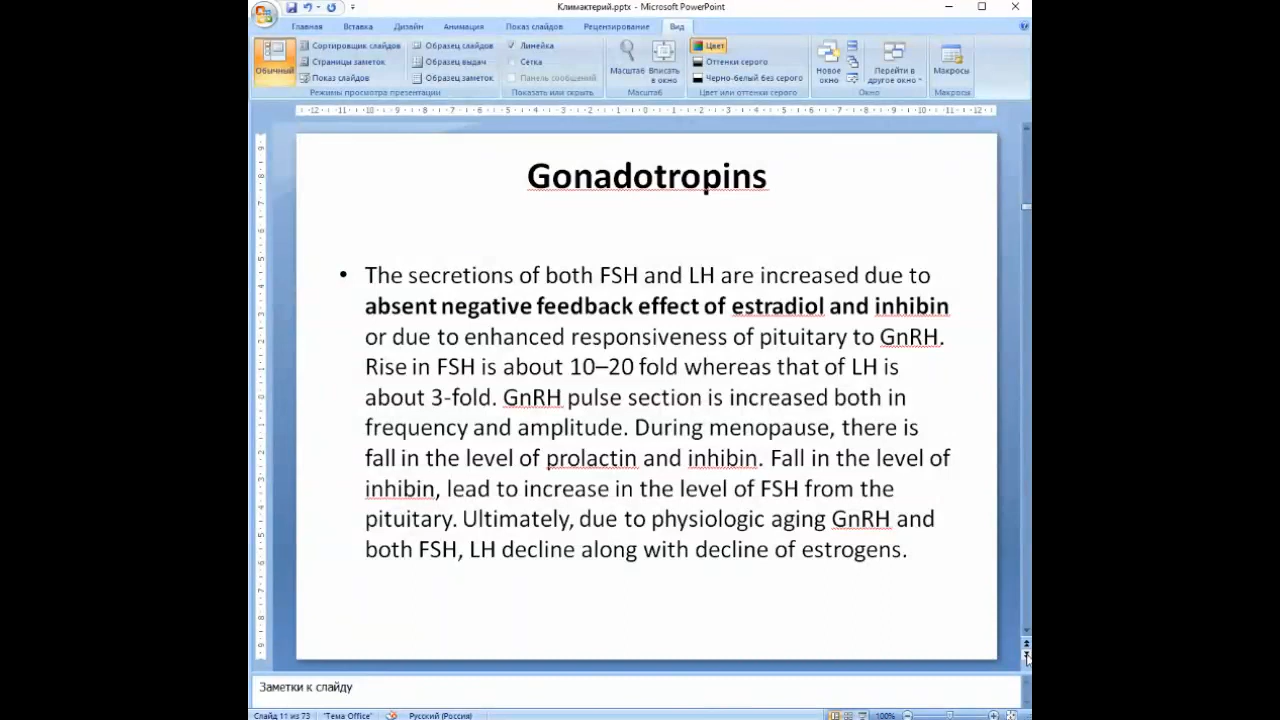 Климактерий.pptx - Microsoft PowerPoint
Главная Вставка Дизайн Анимация Показ слайдов Рецензирование Вид
Обычный
Сортировщик слайдов
Страницы заметок
Показ слайдов
Образец слайдов
Образец выдач
Образец заметок
Режимы просмотра презентации
Линейка
Сетка
Панель сообщений
Показать или скрыть
Масштаб
Вписать в окно
Масштаб
Цвет
Оттенки серого
Черно-белый без серого
Цвет или оттенки серого
Новое окно
Перейти в другое окно
Окно
Макросы
Макросы
Gonadotropins
• The secretions of both FSH and LH are increased due to
absent negative feedback effect of estradiol and inhibin
or due to enhanced responsiveness of pituitary to GnRH.
Rise in FSH is about 10–20 fold whereas that of LH is
about 3-fold. GnRH pulse section is increased both in
frequency and amplitude. During menopause, there is
fall in the level of prolactin and inhibin. Fall in the level of
inhibin, lead to increase in the level of FSH from the
pituitary. Ultimately, due to physiologic aging GnRH and
both FSH, LH decline along with decline of estrogens.
Заметки к слайду
Слайд 11 из 73 "Тема Office" Русский (Россия) 100%